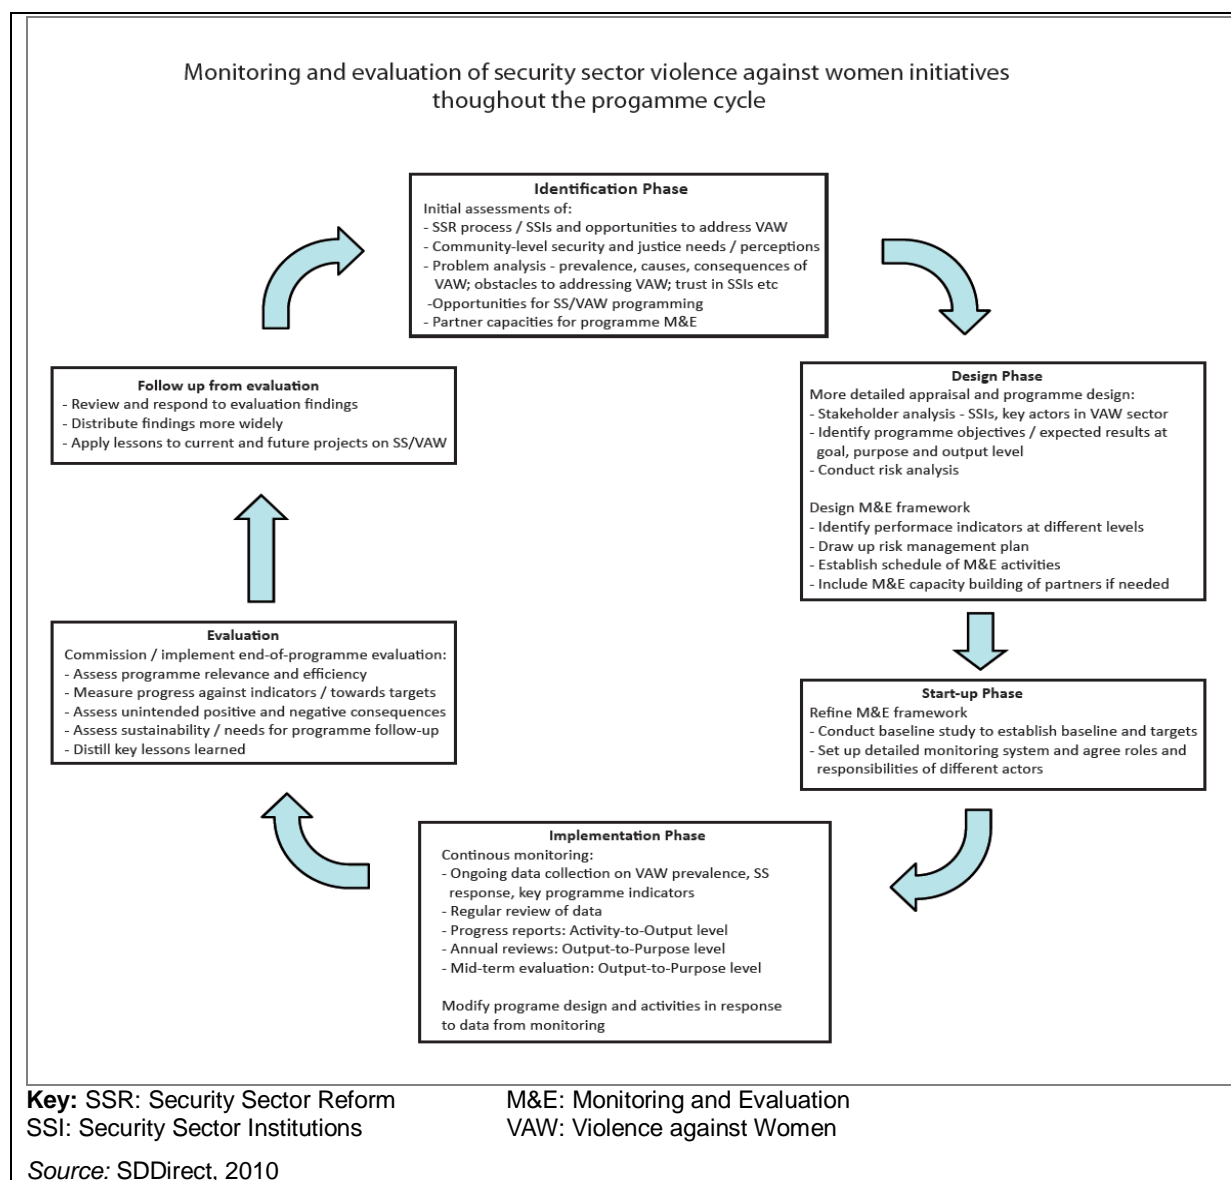 Monitoring and evaluation of security sector violence against women initiatives
thoughout the progamme cycle
Identification Phase
Initial assessments of:
- SSR process / SSIs and opportunities to address VAW
- Community-level security and justice needs / perceptions
- Problem analysis - prevalence, causes, consequences of
VAW; obstacles to addressing VAW; trust in SSIs etc
-Opportunities for SS/VAW programming
- Partner capacities for programme M&E
Design Phase
More detailed appraisal and programme design:
- Stakeholder analysis - SSIs, key actors in VAW sector
- Identify programme objectives / expected results at
goal, purpose and output level
- Conduct risk analysis
Design M&E framework
- Identify performace indicators at different levels
- Draw up risk management plan
- Establish schedule of M&E activities
- Include M&E capacity building of partners if needed
Start-up Phase
Refine M&E framework
- Conduct baseline study to establish baseline and targets
- Set up detailed monitoring system and agree roles and
responsibilities of different actors
Implementation Phase
Continous monitoring:
- Ongoing data collection on VAW prevalence, SS
response, key programme indicators
- Regular review of data
- Progress reports: Activity-to-Output level
- Annual reviews: Output-to-Purpose level
- Mid-term evaluation: Output-to-Purpose level
Modify programe design and activities in response
to data from monitoring
Evaluation
Commission / implement end-of-programme evaluation:
- Assess programme relevance and efficiency
- Measure progress against indicators / towards targets
- Assess unintended positive and negative consequences
- Assess sustainability / needs for programme follow-up
- Distill key lessons learned
Follow up from evaluation
- Review and respond to evaluation findings
- Distribute findings more widely
- Apply lessons to current and future projects on SS/VAW
Key: SSR: Security Sector Reform
M&E: Monitoring and Evaluation
SSI: Security Sector Institutions
VAW: Violence against Women
Source: SDDirect, 2010